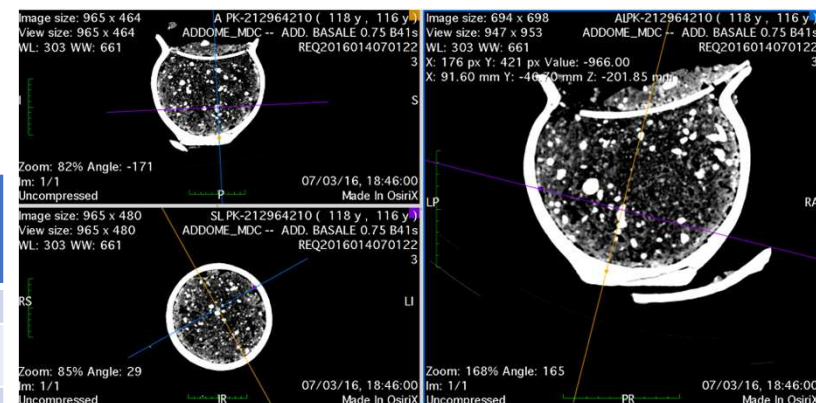 Image size: 965 x 464
A PK-212964210 ( 118 y , 116 y )
View size: 965 x 464
ADDOME_MDC -- ADD. BASALE 0.75 B41s
WL: 303 WW: 661
REQ2016014070122
3
I
S
Zoom: 82% Angle: -171
Im: 1/1
Uncompressed
P
07/03/16, 18:46:00
Made In OsiriX
Image size: 965 x 480
SL PK-212964210 ( 118 y , 116 y )
View size: 965 x 480
ADDOME_MDC -- ADD. BASALE 0.75 B41s
WL: 303 WW: 661
REQ2016014070122
3
RS
LI
Zoom: 85% Angle: 29
Im: 1/1
Uncompressed
IR
07/03/16, 18:46:00
Made In OsiriX
Image size: 694 x 698
View size: 947 x 953
ADDOME_MDC -- ADD. BASALE 0.75 B41s
WL: 303 WW: 661
REQ2016014070122
X: 176 px Y: 421 px Value: -966.00
3
X: 91.60 mm Y: mm Z: -201.85 mm
LP
RA
Zoom: 168% Angle: 165
Im: 1/1
Uncompressed
PR
07/03/16, 18:46:00
Made In OsiriX